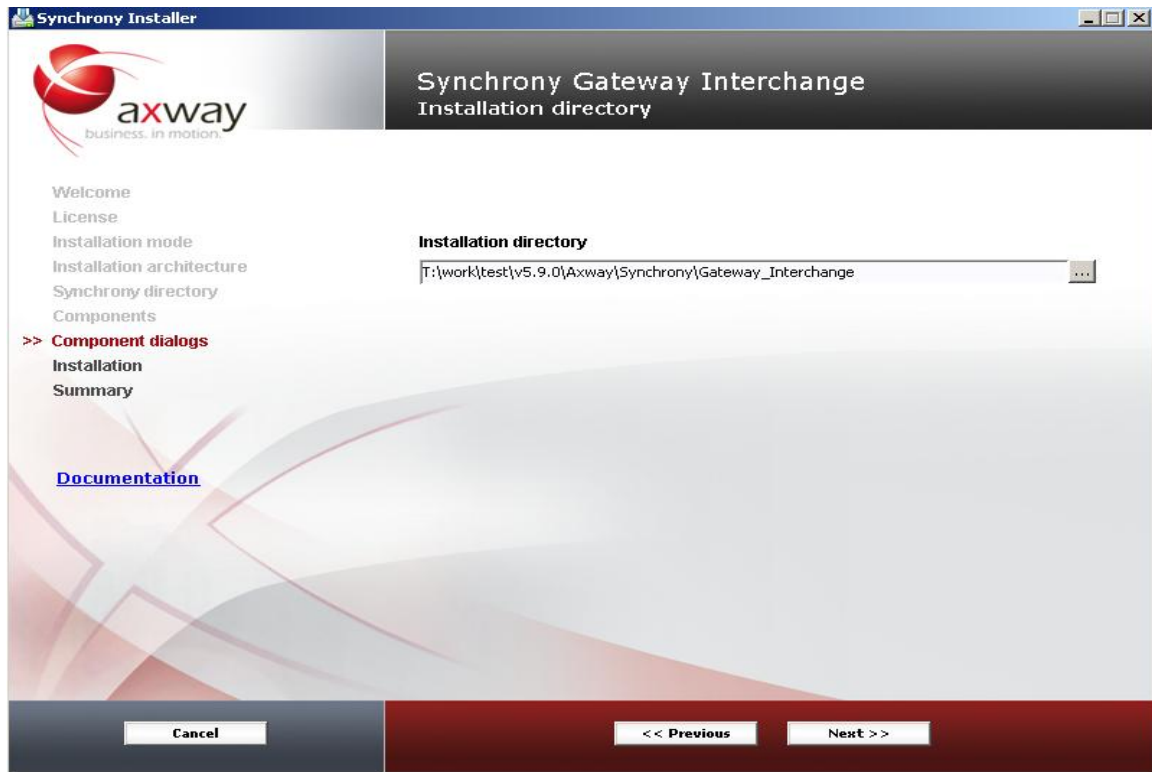 Synchrony Installer
axway
business. in motion.
Synchrony Gateway Interchange
Installation directory
Welcome
License
Installation mode
Installation architecture
Synchrony directory
Components
>> Component dialogs
Installation
Summary
Documentation
Installation directory
T:\work\test\v5.9.0\Axway\Synchrony\Gateway_Interchange
...
Cancel
<< Previous
Next >>